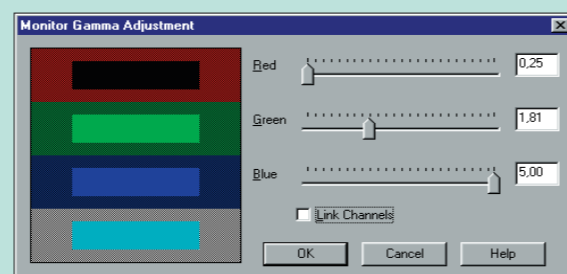 Monitor Gamma Adjustment
Red 0,25
Green 1,81
Blue 5,00
Link Channels
OK Cancel Help